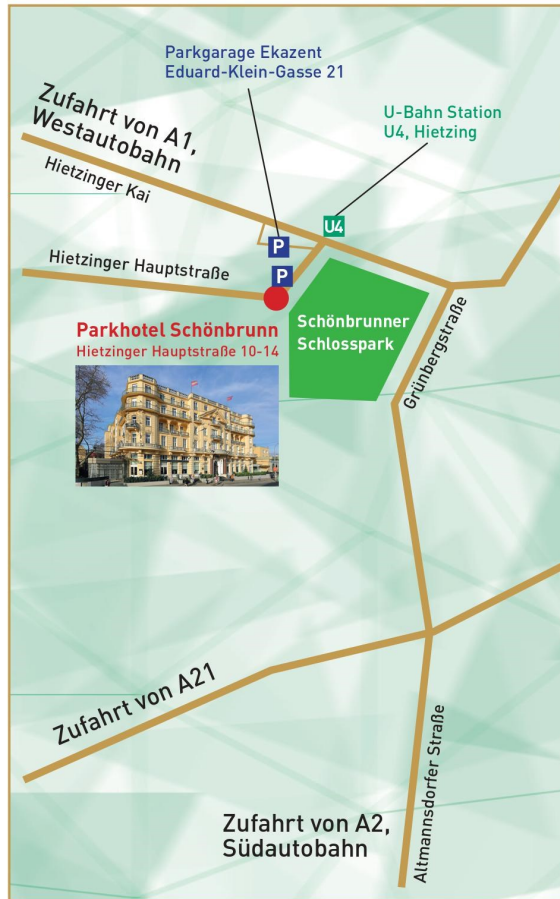 Parkgarage Ekazent
Eduard-Klein-Gasse 21
U-Bahn Station
U4, Hietzing
Zufahrt von A1,
Westautobahn
Hietzinger Kai
U4
P
Hietzinger Hauptstraße
P
Parkhotel Schönbrunn
Hietzinger Hauptstraße 10-14
Schönbrunner
Schlosspark
Grünbergstraße
Zufahrt von A21
Altmannsdorfer Straße
Zufahrt von A2,
Südautobahn